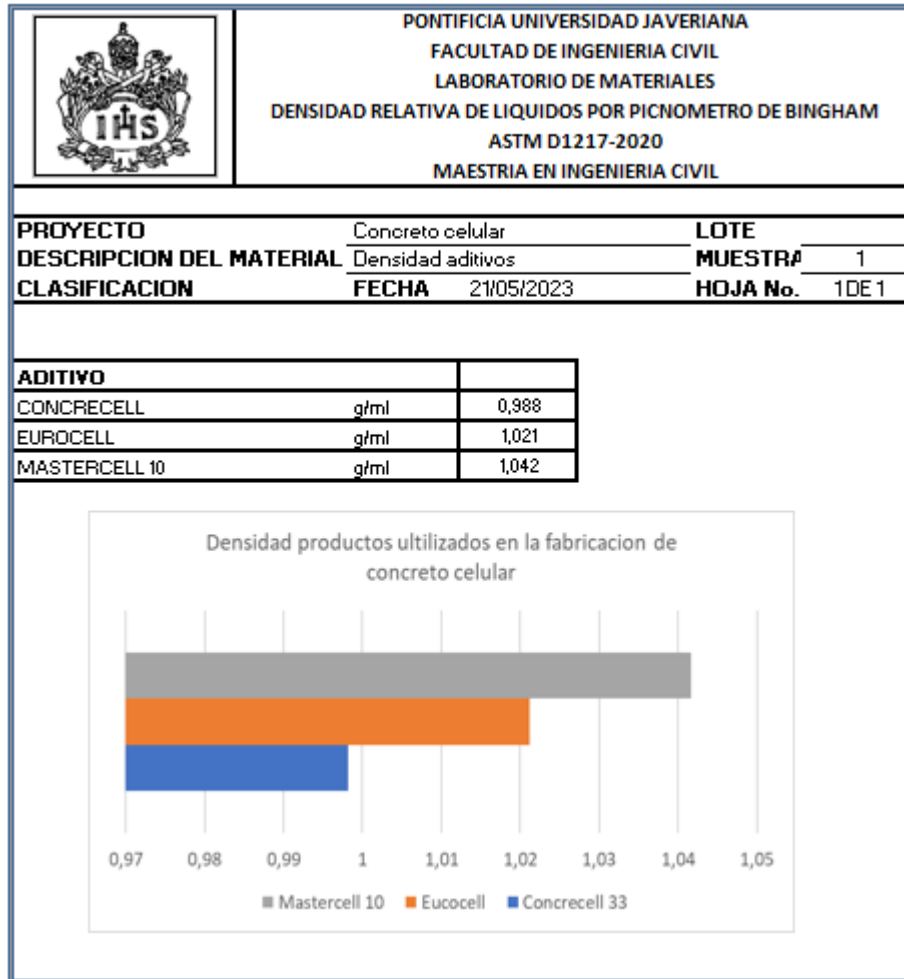 IHS
PONTIFICIA UNIVERSIDAD JAVERIANA
FACULTAD DE INGENIERIA CIVIL
LABORATORIO DE MATERIALES
DENSIDAD RELATIVA DE LIQUIDOS POR PICNOMETRO DE BINGHAM
ASTM D1217-2020
MAESTRIA EN INGENIERIA CIVIL
PROYECTO Concreto celular LOTE
DESCRIPCION DEL MATERIAL Densidad aditivos MUESTRA 1
CLASIFICACION FECHA 21/05/2023 HOJA No. 1 DE 1
ADITIVO
CONCRECELL g/ml 0,988
EUROCELL g/ml 1,021
MASTERCELL 10 g/ml 1,042
Densidad productos ultilizados en la fabricacion de
concreto celular
0,97 0,98 0,99 1 1,01 1,02 1,03 1,04 1,05
Mastercell 10 Eucocell Concrecell 33